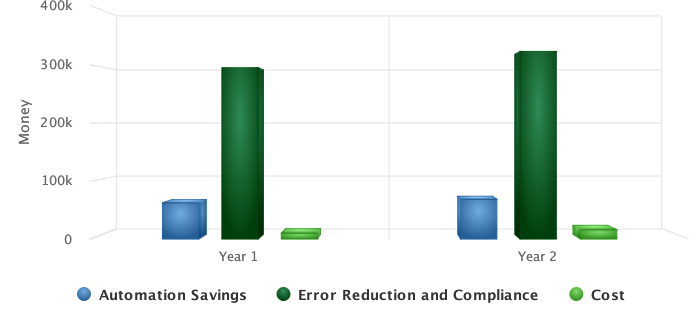 400k
300k
200k
100k
0
Money
Year 1
Year 2
Automation Savings
Error Reduction and Compliance
Cost